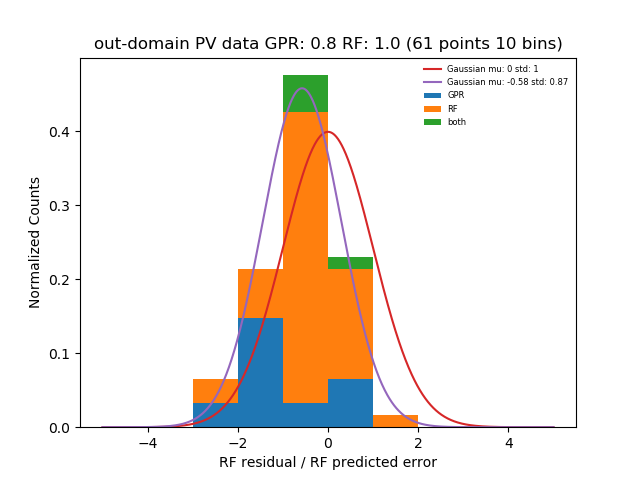 out-domain PV data GPR: 0.8 RF: 1.0 (61 points 10 bins)
Gaussian mu: 0 std: 1
Gaussian mu: -0.58 std: 0.87
GPR
RF
both
Normalized Counts
0.4
0.3
0.2
0.1
0.0
−4
−2
0
2
4
RF residual / RF predicted error